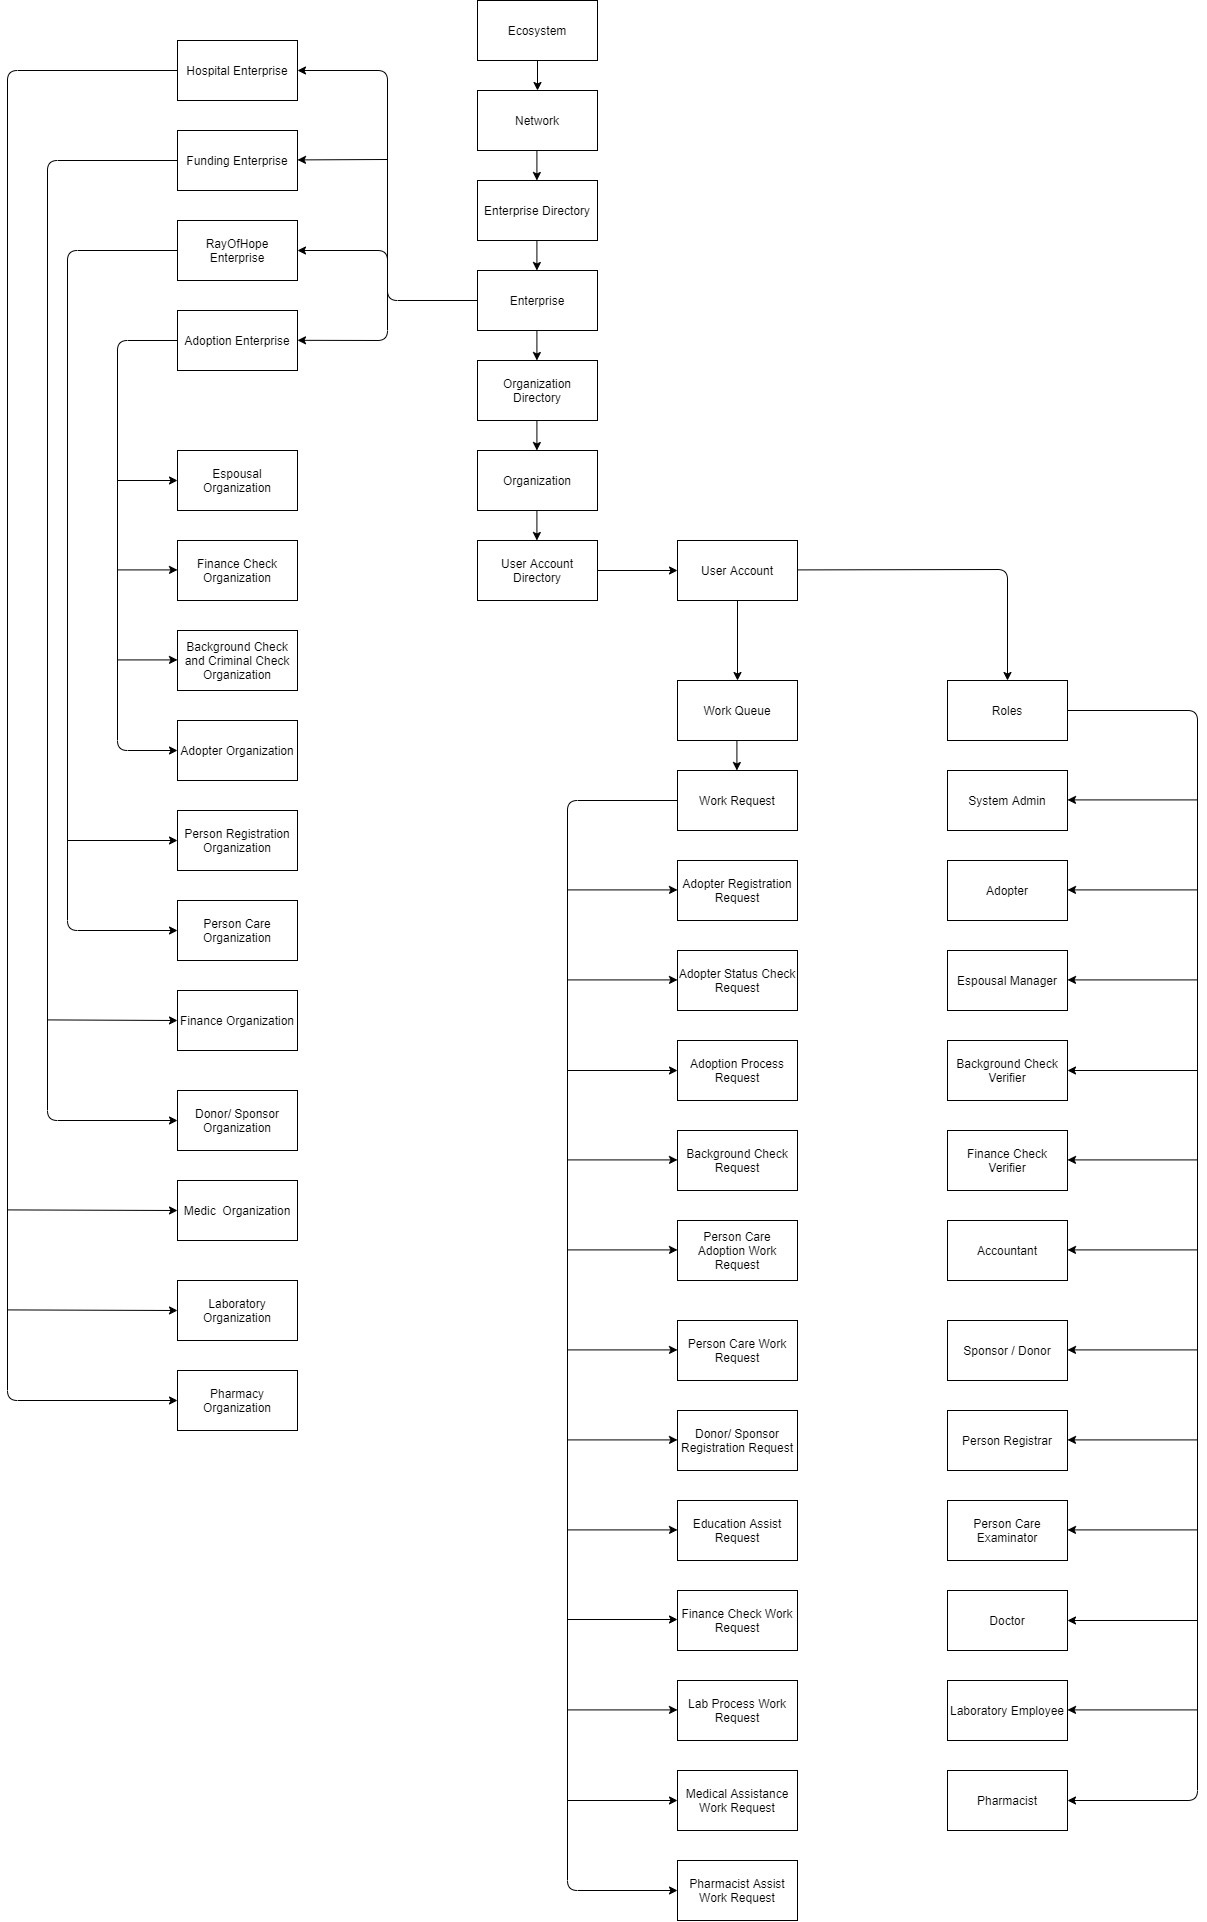 Ecosystem
Hospital Enterprise
Network
Funding Enterprise
Enterprise Directory
RayOfHope
Enterprise
Enterprise
Adoption Enterprise
Organization
Directory
Espousal
Organization
Organization
Finance Check
Organization
User Account
Directory
User Account
Background Check
and Criminal Check
Organization
Work Queue
Roles
Adopter Organization
Work Request
System Admin
Person Registration
Organization
Adopter Registration
Request
Adopter
Person Care
Organization
Adopter Status Check
Request
Espousal Manager
Finance Organization
Adoption Process
Request
Background Check
Verifier
Donor/ Sponsor
Organization
Background Check
Request
Finance Check
Verifier
Medic  Organization
Person Care
Adoption Work
Request
Accountant
Laboratory
Organization
Person Care Work
Request
Sponsor / Donor
Pharmacy
Organization
Donor/ Sponsor
Registration Request
Person Registrar
Education Assist
Request
Person Care
Examinator
Finance Check Work
Request
Doctor
Lab Process Work
Request
Laboratory Employee
Medical Assistance
Work Request
Pharmacist
Pharmacist Assist
Work Request